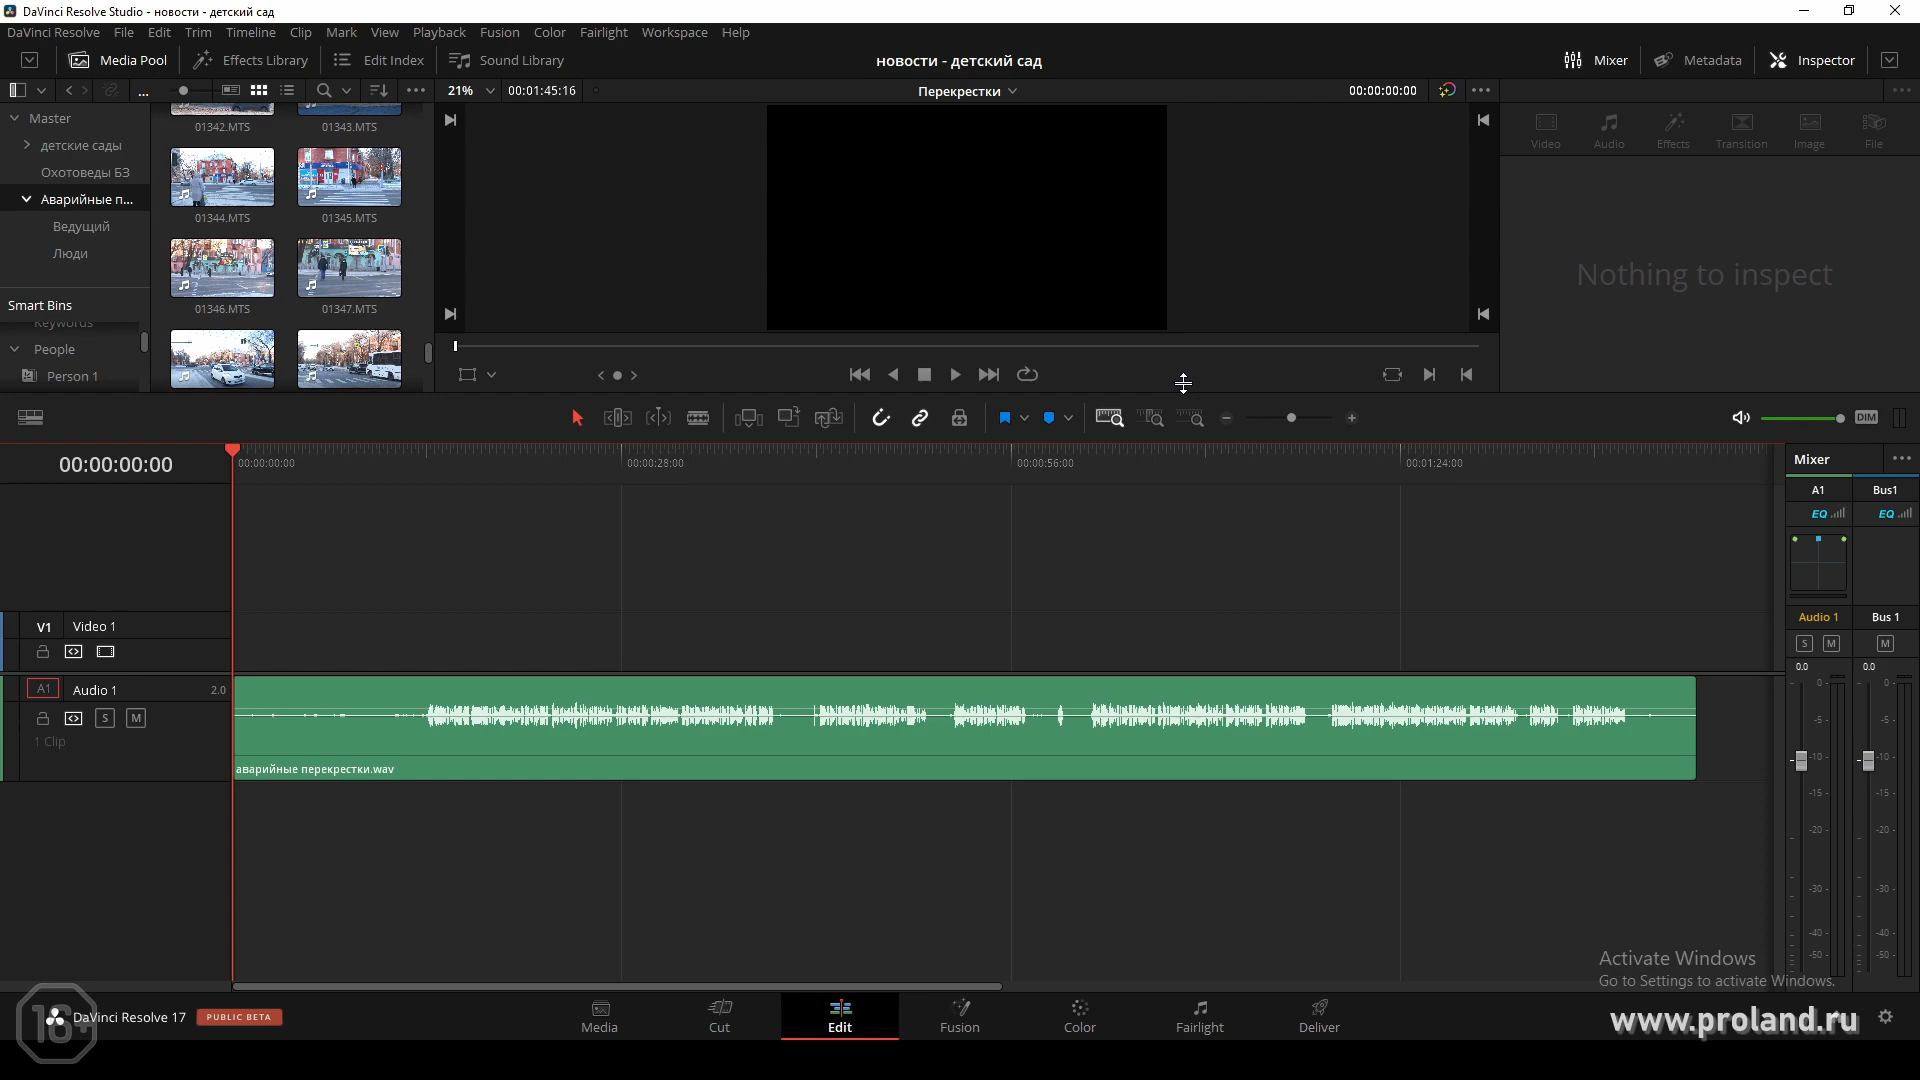 DaVinci Resolve Studio - новости - детский сад
DaVinci Resolve File Edit Trim Timeline Clip Mark View Playback Fusion Color Fairlight Workspace Help
Media Pool Effects Library Edit Index Sound Library новости - детский сад Mixer Metadata Inspector
21% 00:01:45:16 Перекрестки 00:00:00:00
Master
детские сады
Охотоведы БЗ
Аварийные п...
Ведущий
Люди
Smart Bins
Keywords
People
Person 1
01342.MTS 01343.MTS
01344.MTS 01345.MTS
01346.MTS 01347.MTS
Video Audio Effects Transition Image File
Nothing to inspect
DIM
00:00:00:00
00:00:00:00 00:00:28:00 00:00:56:00 00:01:24:00
V1 Video 1
A1 Audio 1 2.0
S M
1 Clip
аварийные перекрестки.wav
Mixer
A1 Bus1
EQ EQ
Audio 1 Bus 1
S M M
0.0 0.0
0 0
-5 -5
-10 -10
-15 -15
-20 -20
-30 -30
-40 -40
-50 -50
Activate Windows
Go to Settings to activate Windows.
16+
DaVinci Resolve 17 PUBLIC BETA
Media Cut Edit Fusion Color Fairlight Deliver
www.proland.ru